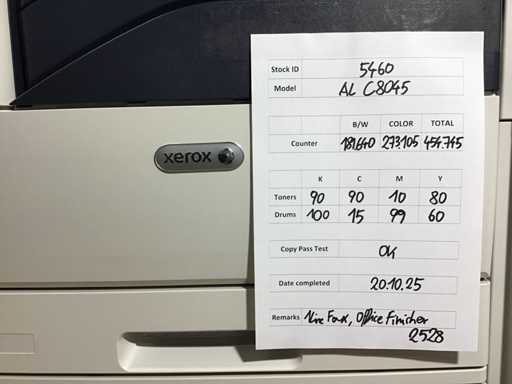 Stock ID 5460
Model AL C8045
B/W COLOR TOTAL
Counter 181.640 273.105 454.745
K C M Y
Toners 90 90 10 80
Drums 100 15 99 60
Copy Pass Test OK
Date completed 20.10.25
Remarks Fax, Office Finisher
2528
xerox